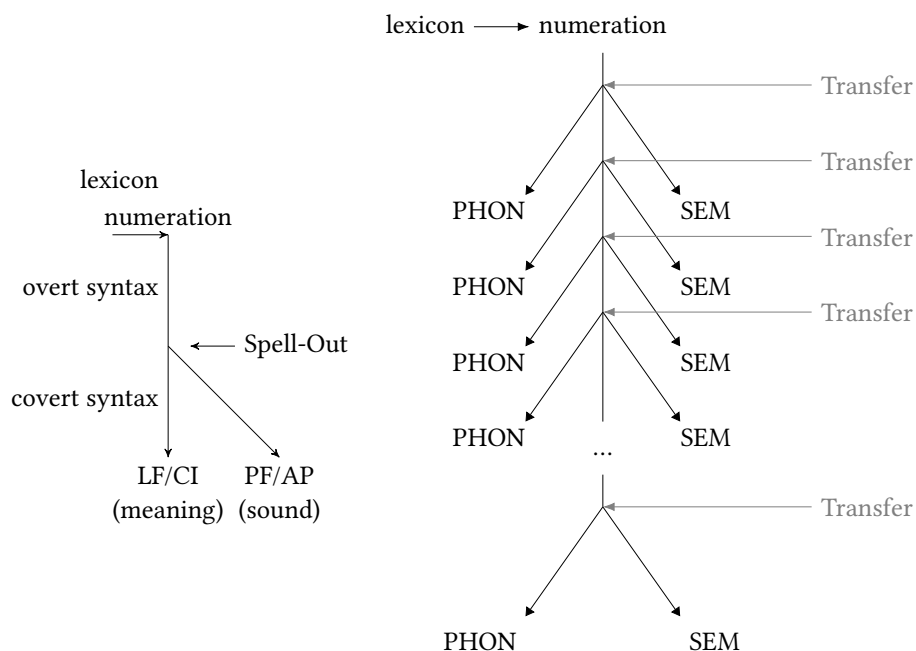 lexicon
numeration
overt syntax
Spell-Out
covert syntax
LF/CI PF/AP
(meaning) (sound)
lexicon numeration
Transfer
Transfer
PHON SEM
Transfer
PHON SEM
Transfer
PHON SEM
PHON SEM
...
Transfer
PHON SEM